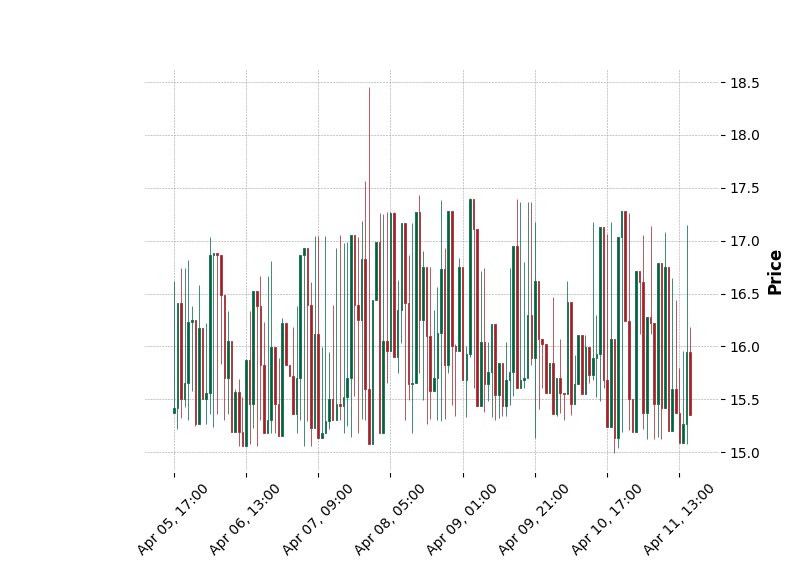 18.5
18.0
17.5
17.0
16.5
16.0
15.5
15.0
Price
Apr 05, 17:00
Apr 06, 13:00
Apr 07, 09:00
Apr 08, 05:00
Apr 09, 01:00
Apr 09, 21:00
Apr 10, 17:00
Apr 11, 13:00